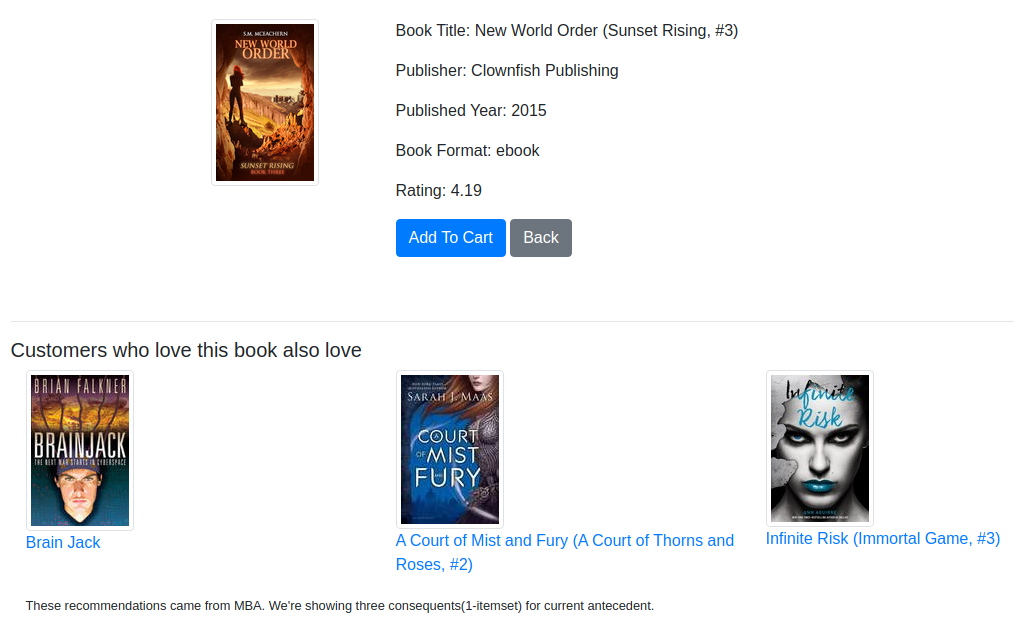 S.M. MCEACHERN
NEW WORLD
ORDER
SUNSET RISING
BOOK THREE
Book Title: New World Order (Sunset Rising, #3)
Publisher: Clownfish Publishing
Published Year: 2015
Book Format: ebook
Rating: 4.19
Add To Cart
Back
Customers who love this book also love
BRIAN FALKNER
BRAINJACK
THE NEXT WAR STARTS IN CYBERSPACE
Brain Jack
SARAH J. MAAS
A COURT
OF MIST
AND
FURY
A Court of Mist and Fury (A Court of Thorns and
Roses, #2)
Infinite
Risk
ANN AGUIRRE
Infinite Risk (Immortal Game, #3)
These recommendations came from MBA. We're showing three consequents(1-itemset) for current antecedent.